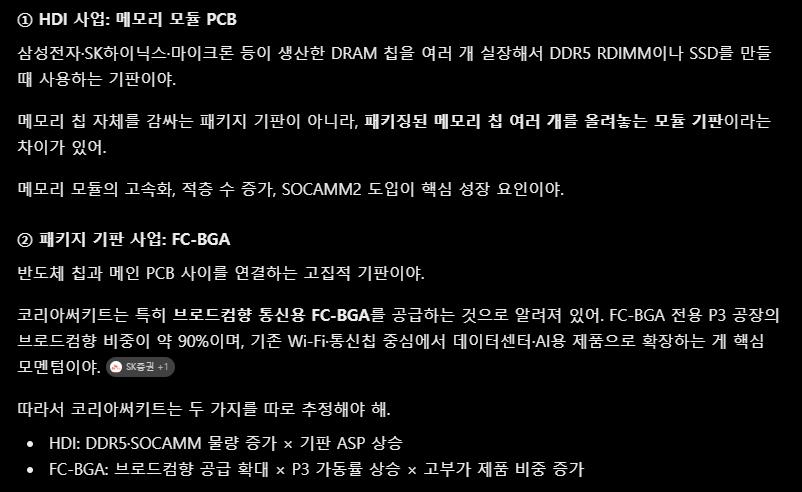 ① HDI 사업: 메모리 모듈 PCB
삼성전자·SK하이닉스·마이크론 등이 생산한 DRAM 칩을 여러 개 실장해서 DDR5 RDIMM이나 SSD를 만들
때 사용하는 기판이야.
메모리 칩 자체를 감싸는 패키지 기판이 아니라, 패키징된 메모리 칩 여러 개를 올려놓는 모듈 기판이라는
차이가 있어.
메모리 모듈의 고속화, 적층 수 증가, SOCAMM2 도입이 핵심 성장 요인이야.
② 패키지 기판 사업: FC-BGA
반도체 칩과 메인 PCB 사이를 연결하는 고집적 기판이야.
코리아써키트는 특히 브로드컴향 통신용 FC-BGA를 공급하는 것으로 알려져 있어. FC-BGA 전용 P3 공장의
브로드컴향 비중이 약 90%이며, 기존 Wi-Fi·통신칩 중심에서 데이터센터·AI용 제품으로 확장하는 게 핵심
모멘텀이야. SK증권 +1
따라서 코리아써키트는 두 가지를 따로 추정해야 해.
• HDI: DDR5·SOCAMM 물량 증가 × 기판 ASP 상승
• FC-BGA: 브로드컴향 공급 확대 × P3 가동률 상승 × 고부가 제품 비중 증가